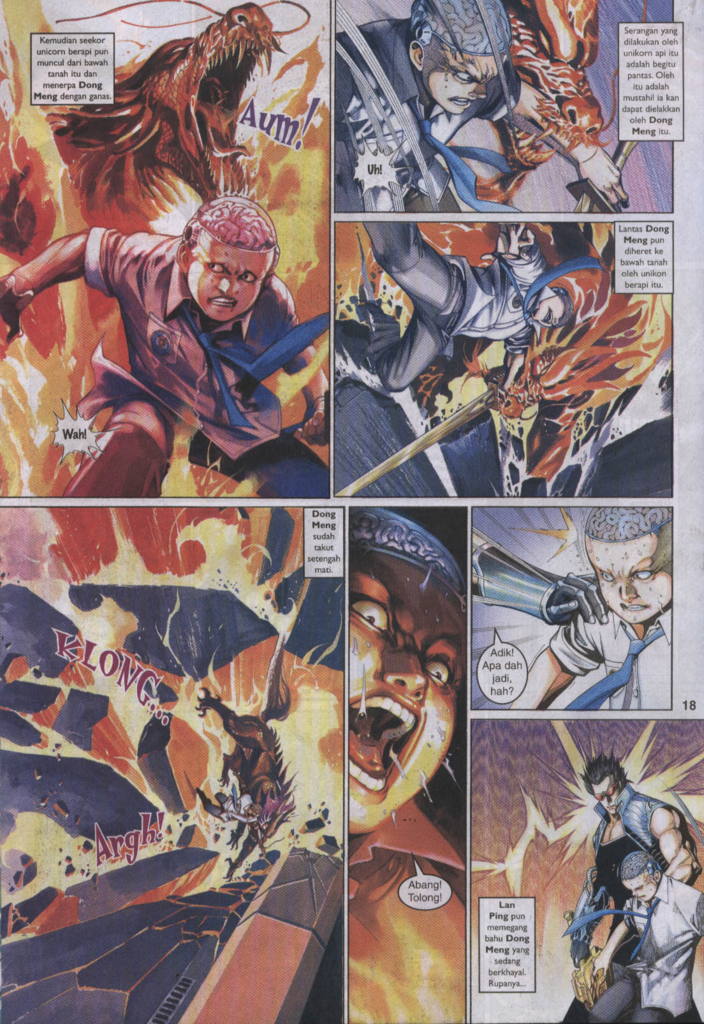 Kemudian seekor
unicorn berapi pun
muncul dari bawah
tanah itu dan
menerpa Dong
Meng dengan ganas.
Aum!
Wah!
Serangan yang
dilakukan oleh
unikorn api itu
adalah begitu
pantas. Oleh
itu adalah
mustahil ia kan
dapat dielakkan
oleh Dong
Meng itu.
Uh!
Lantas Dong
Meng pun
diheret ke
bawah tanah
oleh unikon
berapi itu.
Dong
Meng
sudah
takut
setengah
mati.
KLONG...
Argh!
Abang!
Tolong!
Adik!
Apa dah
jadi,
hah?
18
Lan
Ping pun
memegang
bahu Dong
Meng yang
sedang
berkhayal.
Rupanya...